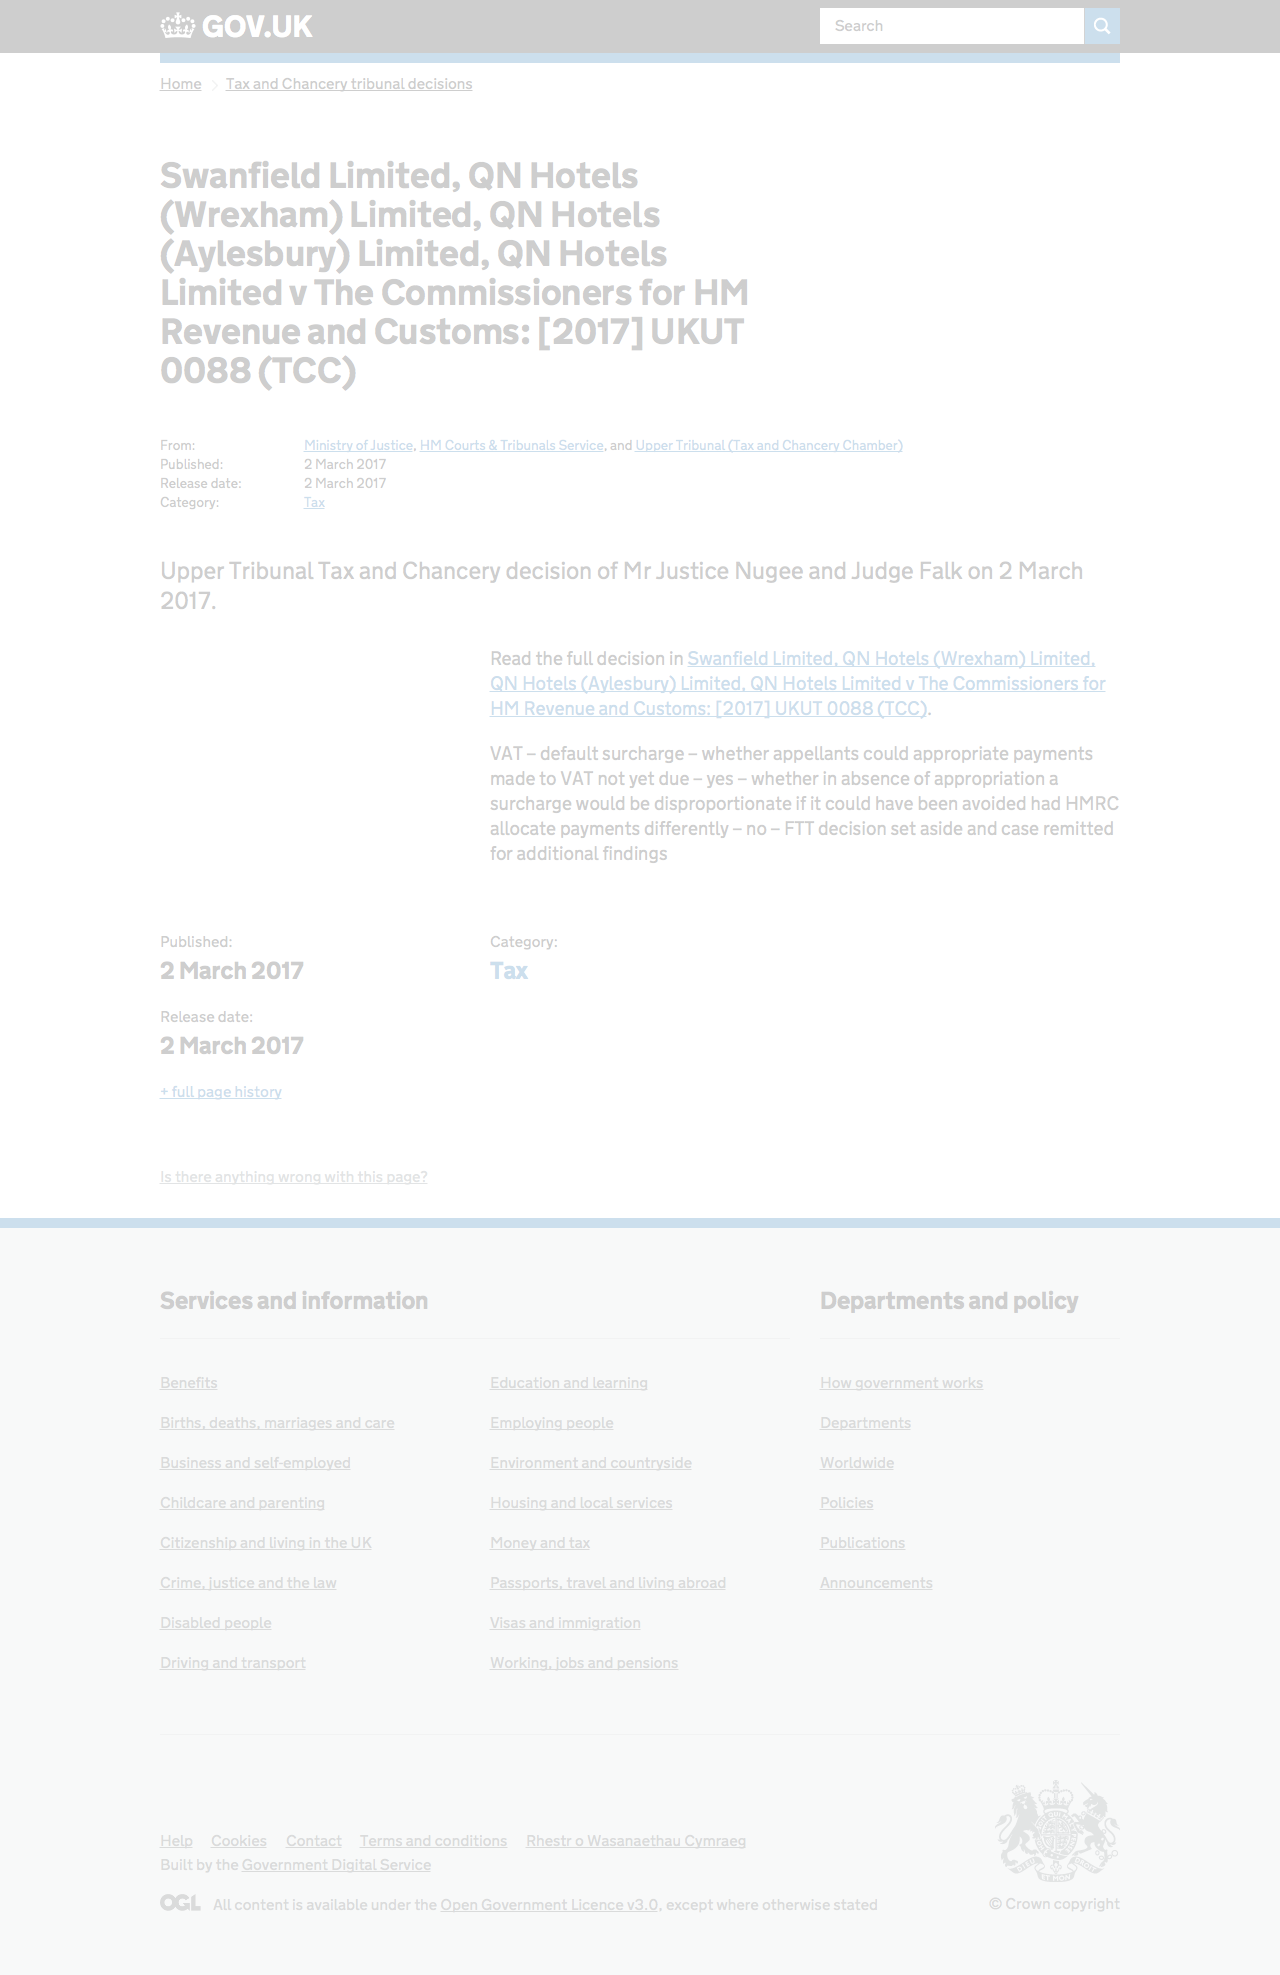 GOV.UK
Search
Home
Tax and Chancery tribunal decisions
Swanfield Limited, QN Hotels
(Wrexham) Limited, QN Hotels
(Aylesbury) Limited, QN Hotels
Limited v The Commissioners for HM
Revenue and Customs: [2017] UKUT
0088 (TCC)
From: Ministry of Justice, HM Courts & Tribunals Service, and Upper Tribunal (Tax and Chancery Chamber)
Published: 2 March 2017
Release date: 2 March 2017
Category: Tax
Upper Tribunal Tax and Chancery decision of Mr Justice Nugee and Judge Falk on 2 March
2017.
Read the full decision in Swanfield Limited, QN Hotels (Wrexham) Limited,
QN Hotels (Aylesbury) Limited, QN Hotels Limited v The Commissioners for
HM Revenue and Customs: [2017] UKUT 0088 (TCC).
VAT – default surcharge – whether appellants could appropriate payments
made to VAT not yet due – yes – whether in absence of appropriation a
surcharge would be disproportionate if it could have been avoided had HMRC
allocate payments differently – no – FTT decision set aside and case remitted
for additional findings
Published:
2 March 2017
Release date:
2 March 2017
+ full page history
Category:
Tax
Is there anything wrong with this page?
Services and information
Benefits
Births, deaths, marriages and care
Business and self-employed
Childcare and parenting
Citizenship and living in the UK
Crime, justice and the law
Disabled people
Driving and transport
Education and learning
Employing people
Environment and countryside
Housing and local services
Money and tax
Passports, travel and living abroad
Visas and immigration
Working, jobs and pensions
Departments and policy
How government works
Departments
Worldwide
Policies
Publications
Announcements
Help Cookies Contact Terms and conditions Rhestr o Wasanaethau Cymraeg
Built by the Government Digital Service
OGL All content is available under the Open Government Licence v3.0, except where otherwise stated
© Crown copyright